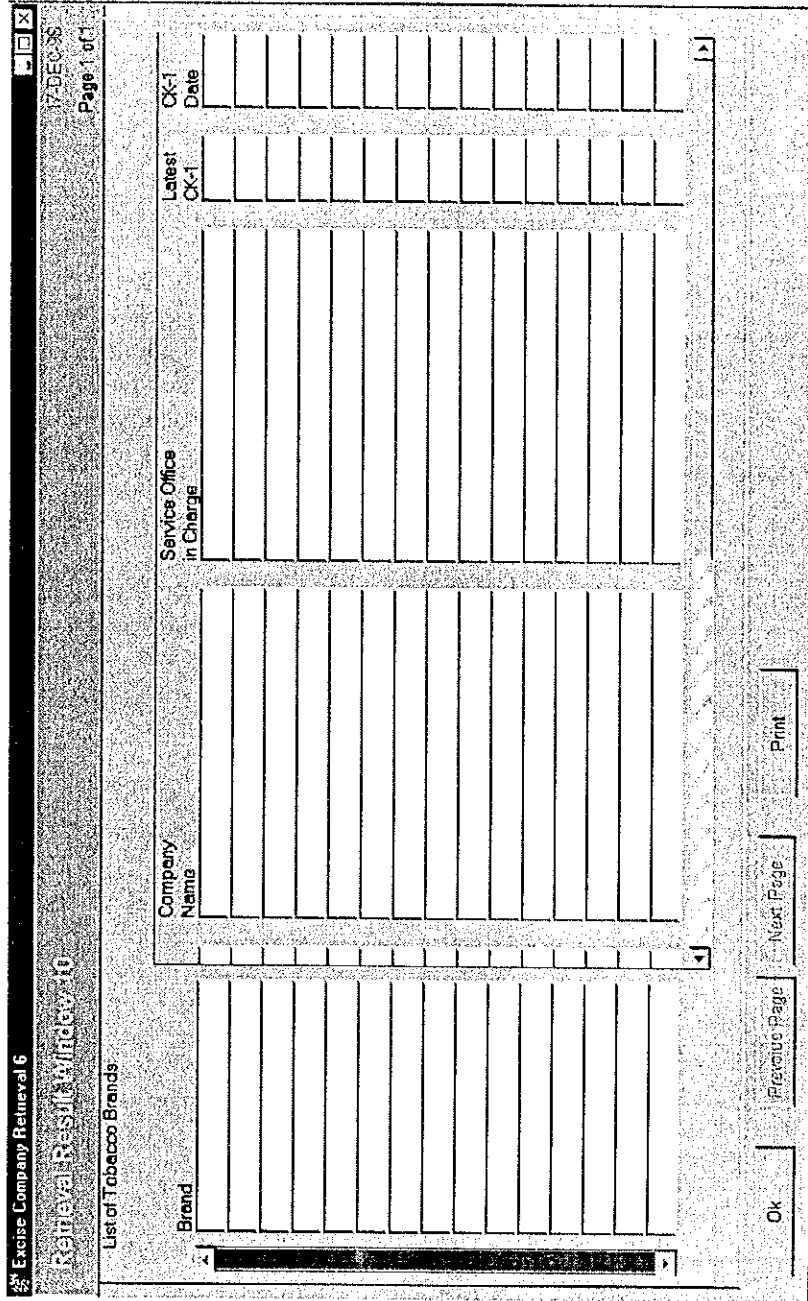 Excise Company Retrieval 6
Retrieval Result Window 10
17-DEC-98
Page 1 of 1
List of Tobacco Brands
Brand
Company
Name
Service Office
in Charge
Latest
CK-1
CK-1
Date
Ok
Prevoius Page
Next Page
Print